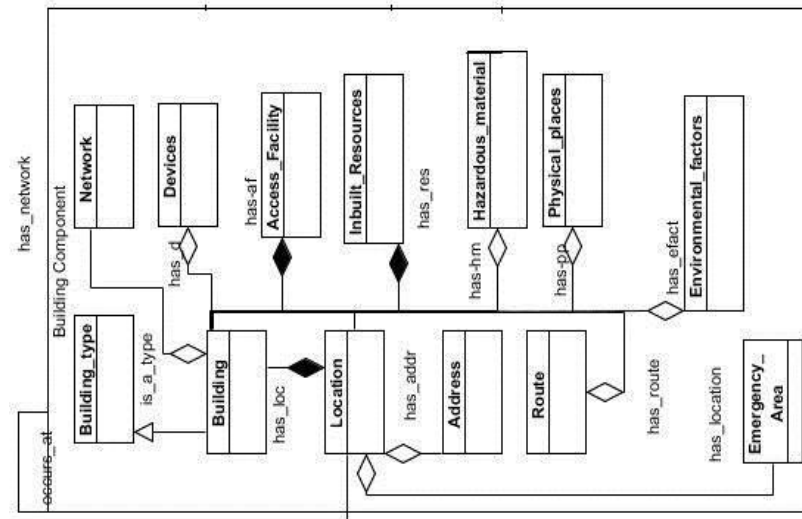 has_network
Building Component
Network
Devices
has_d
Access_Facility
has-af
Inbuilt_Resources
has_res
Hazardous_material
has-hm
Physical_places
has-pp
Environmental_factors
has_efact
Building_type
is_a_type
occurs_at
Building
has_loc
Location
has_addr
Address
Route
has_route
has_location
Emergency_
Area